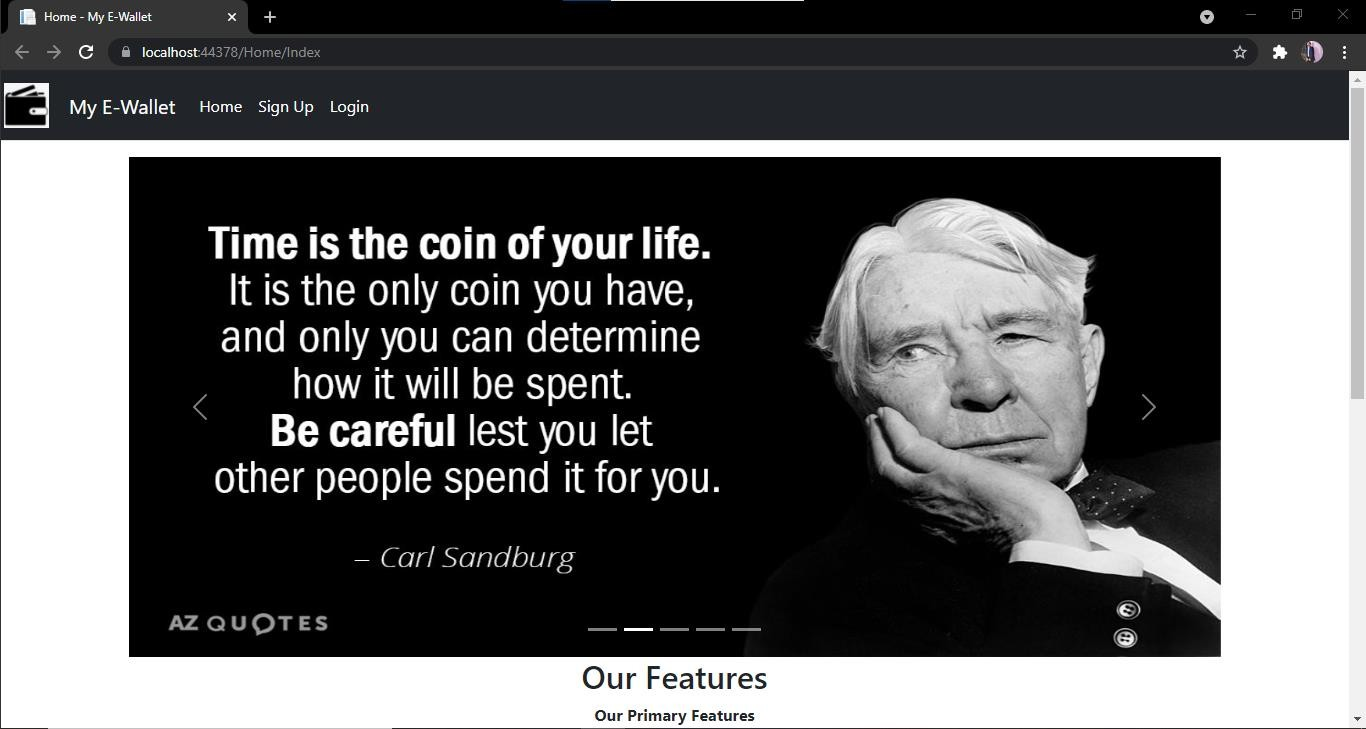 Home - My E-Wallet
localhost:44378/Home/Index
My E-Wallet Home Sign Up Login
Time is the coin of your life.
It is the only coin you have,
and only you can determine
how it will be spent.
Be careful lest you let
other people spend it for you.
– Carl Sandburg
AZ QUOTES
Our Features
Our Primary Features